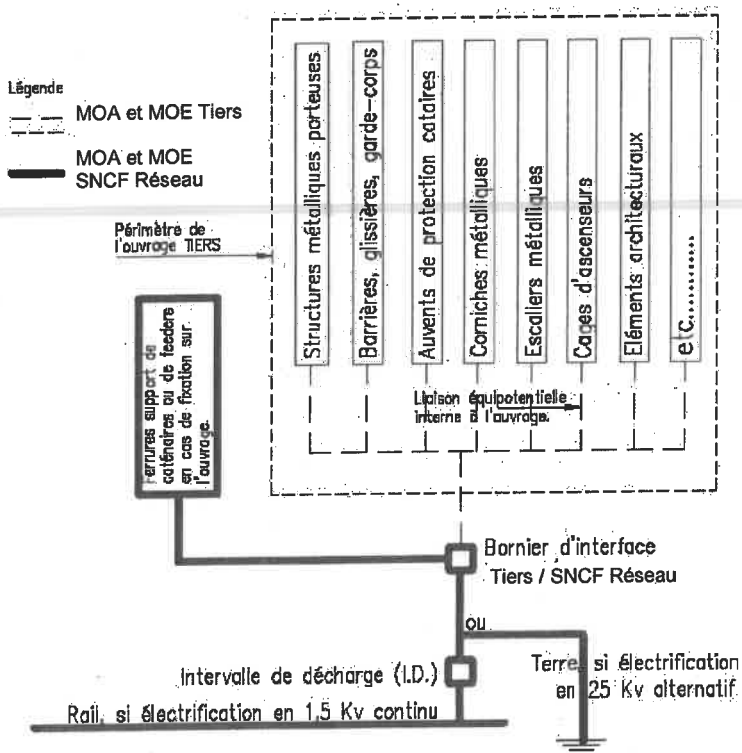 Légende
MOA et MOE Tiers
MOA et MOE
SNCF Réseau
Périmètre de
l'ouvrage TIERS
Structures métalliques porteuses
Barrières, glissières, garde-corps
Auvents de protection cataires
Corniches métalliques
Escaliers métalliques
Cages d'ascenseurs
Eléments architecturaux
etc...........
Liaison équipotentielle
interne à l'ouvrage.
Ferrures support de
caténaires ou de feeders
en cas de fixation sur
l'ouvrage.
Bornier d'interface
Tiers / SNCF Réseau
ou
Intervalle de décharge (I.D.)
Terre, si électrification
en 25 Kv alternatif.
Rail, si électrification en 1,5 Kv continu